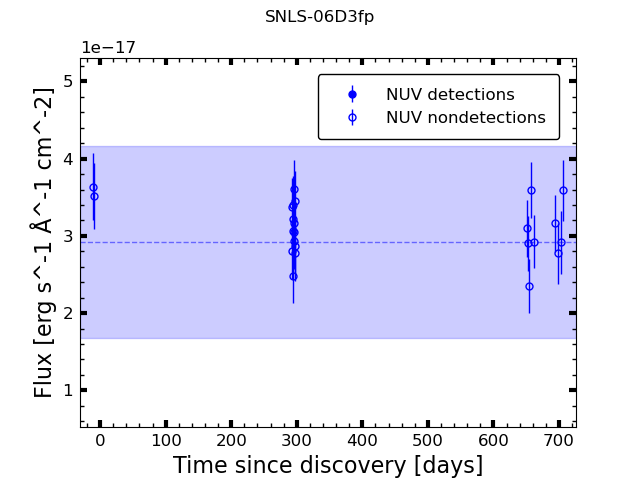 SNLS-06D3fp
1e−17
NUV detections
NUV nondetections
5
4
3
2
1
Flux [erg s^-1 Å^-1 cm^-2]
0 100 200 300 400 500 600 700
Time since discovery [days]